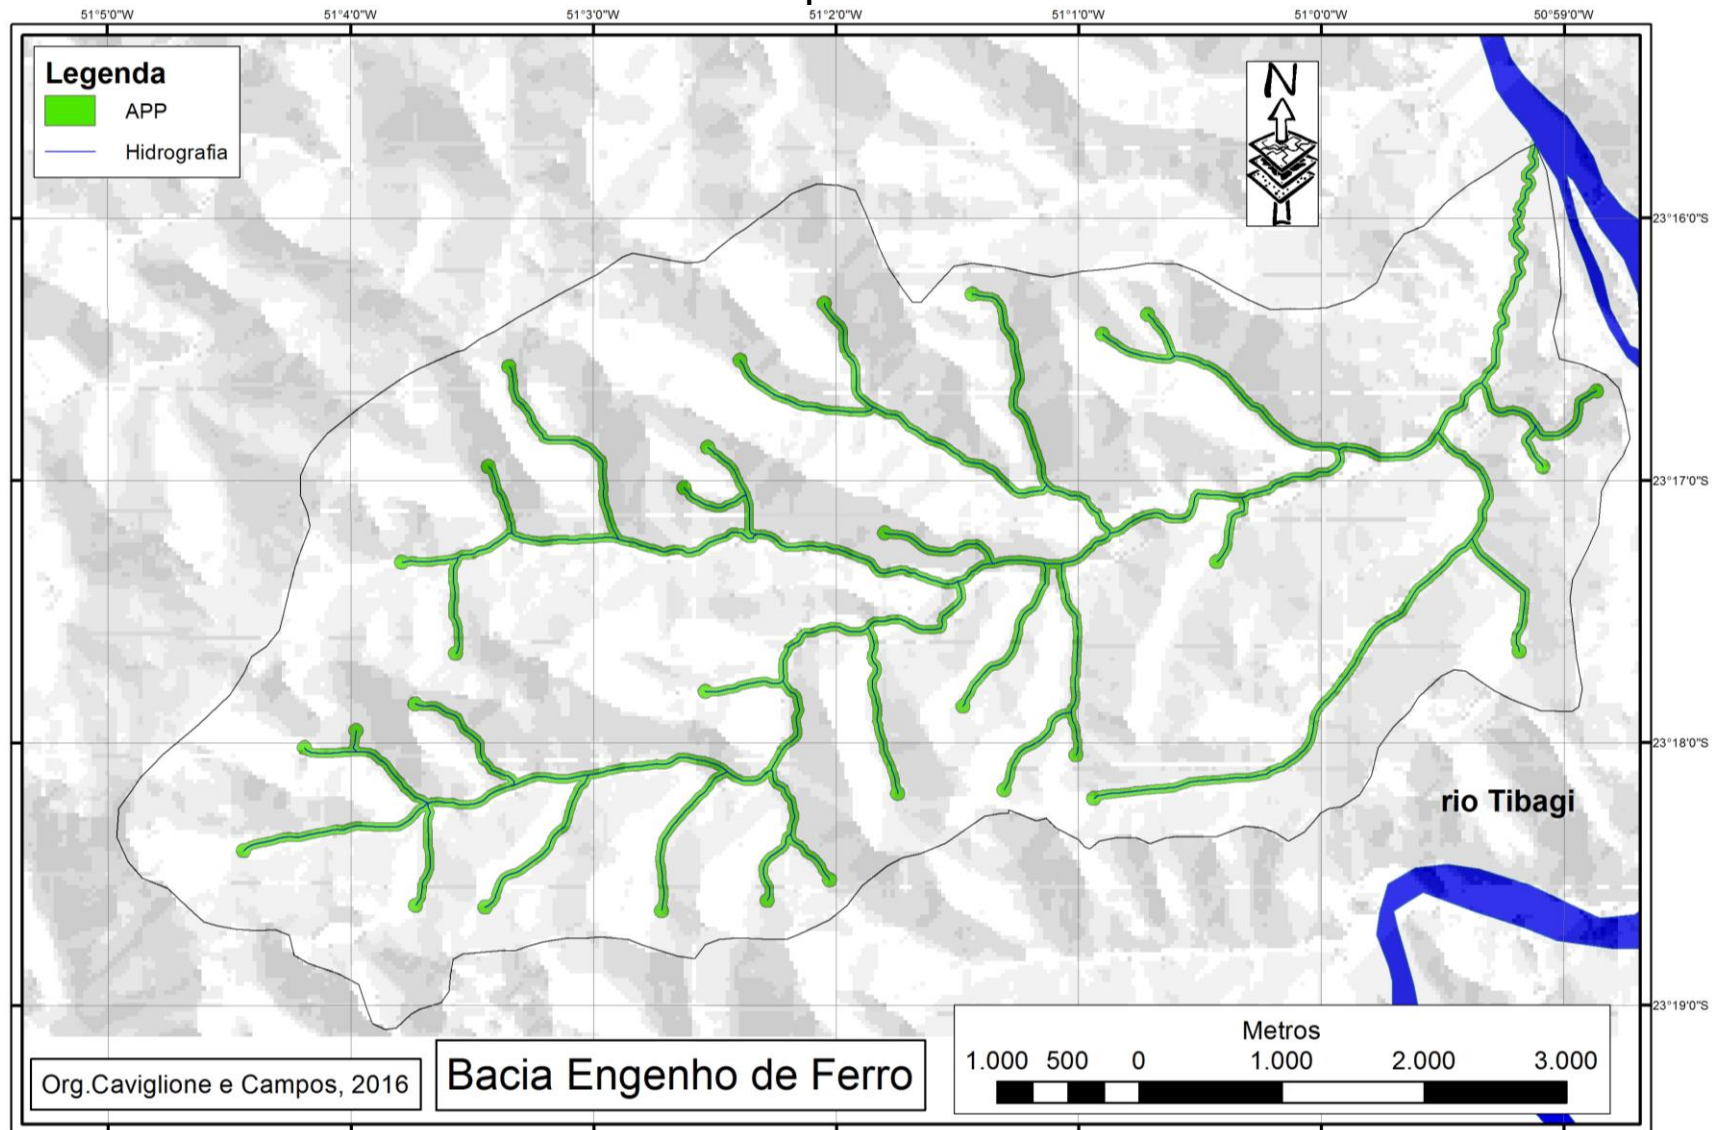 51°5'0"W 51°4'0"W 51°3'0"W 51°2'0"W 51°1'0"W 51°0'0"W 50°59'0"W
Legenda
APP
Hidrografia
N
23°16'0"S
23°17'0"S
23°18'0"S
rio Tibagi
23°19'0"S
Metros
1.000 500 0 1.000 2.000 3.000
Org.Caviglione e Campos, 2016
Bacia Engenho de Ferro